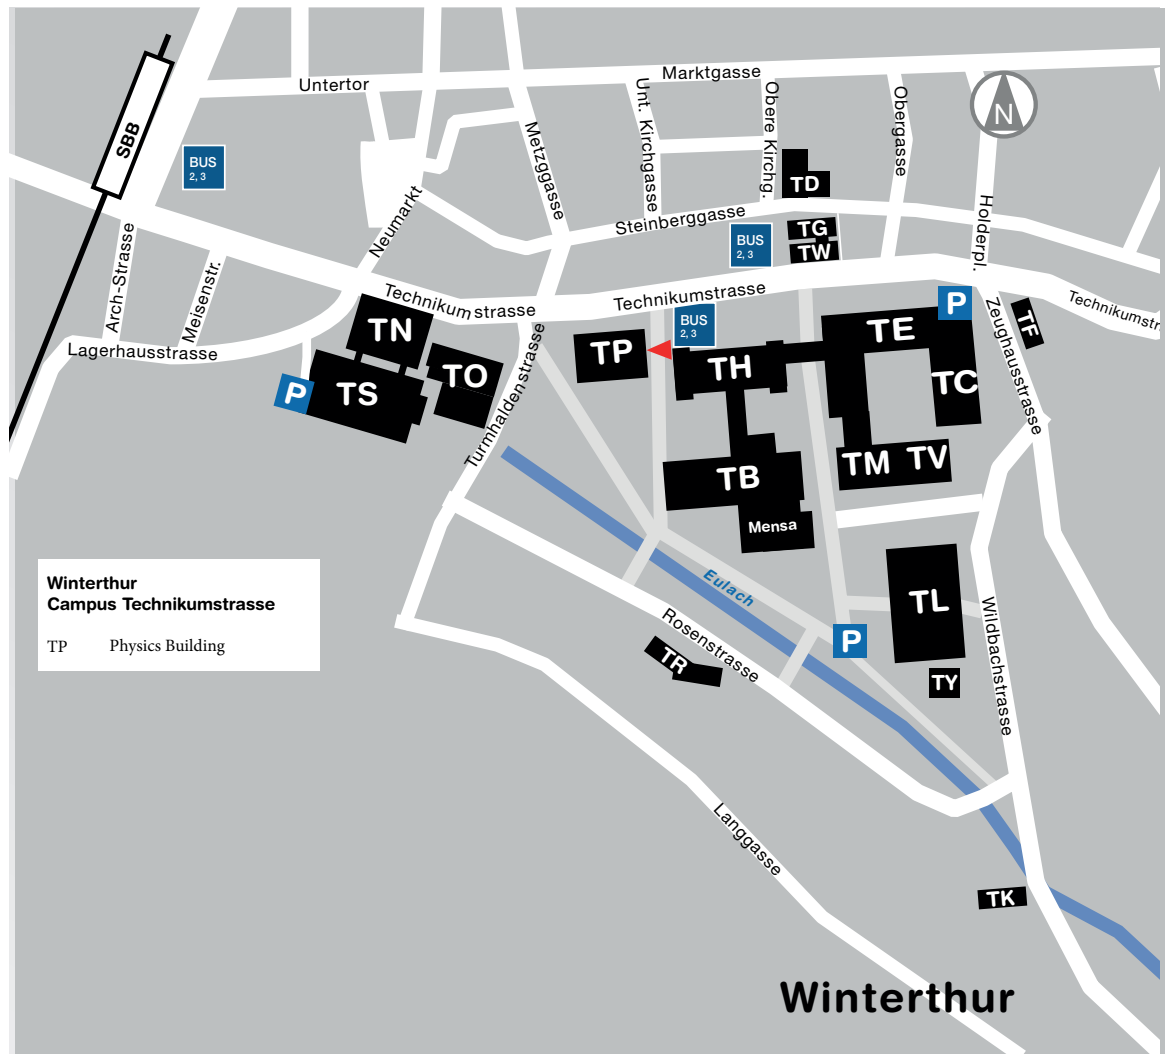 Untertor
Marktgasse
SBB
BUS
2, 3
Metzggasse
Unt. Kirchgasse
Obere Kirchg.
Obergasse
N
TD
Neumarkt
Steinberggasse
BUS
2, 3
TG
TW
Holderpl.
Arch-Strasse
Meisenstr.
Technikumstrasse
Technikumstrasse
Technikumstr
Lagerhausstrasse
TN
TO
TS
P
Turmhaldenstrasse
TP
BUS
2, 3
TH
TE
P
TC
TF
Zeughausstrasse
TB
TM
TV
Mensa
Winterthur
Campus Technikumstrasse
TP Physics Building
Eulach
Rosenstrasse
TR
P
TL
TY
Wildbachstrasse
Langgasse
TK
Winterthur